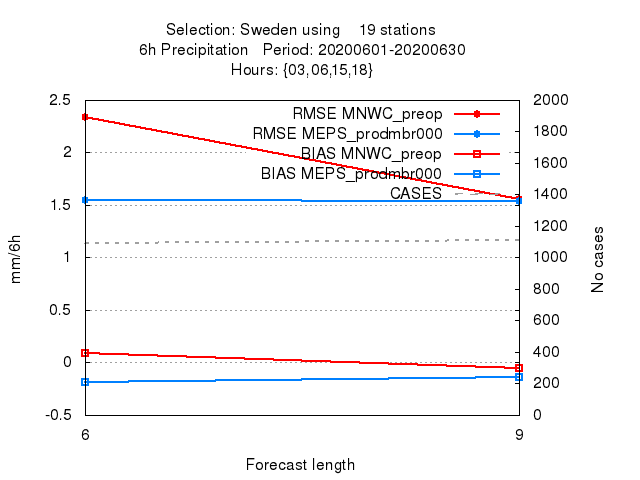 Selection: Sweden using 19 stations
6h Precipitation Period: 20200601-20200630
Hours: {03,06,15,18}
2.5
2
1.5
1
0.5
0
-0.5
mm/6h
RMSE MNWC_preop
RMSE MEPS_prodmbr000
BIAS MNWC_preop
BIAS MEPS_prodmbr000
CASES
2000
1800
1600
1400
1200
1000
800
600
400
200
0
No cases
6
9
Forecast length